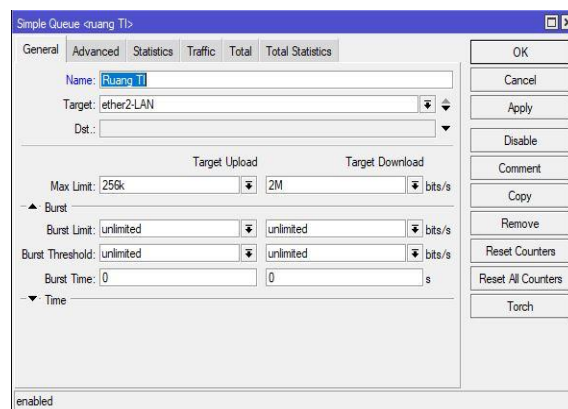 Simple Queue <ruang TI>
General Advanced Statistics Traffic Total Total Statistics
Name: Ruang TI
Target: ether2-LAN
Dst.:
Target Upload Target Download
Max Limit: 256k 2M bits/s
Burst
Burst Limit: unlimited unlimited bits/s
Burst Threshold: unlimited unlimited bits/s
Burst Time: 0 0 s
Time
OK
Cancel
Apply
Disable
Comment
Copy
Remove
Reset Counters
Reset All Counters
Torch
enabled